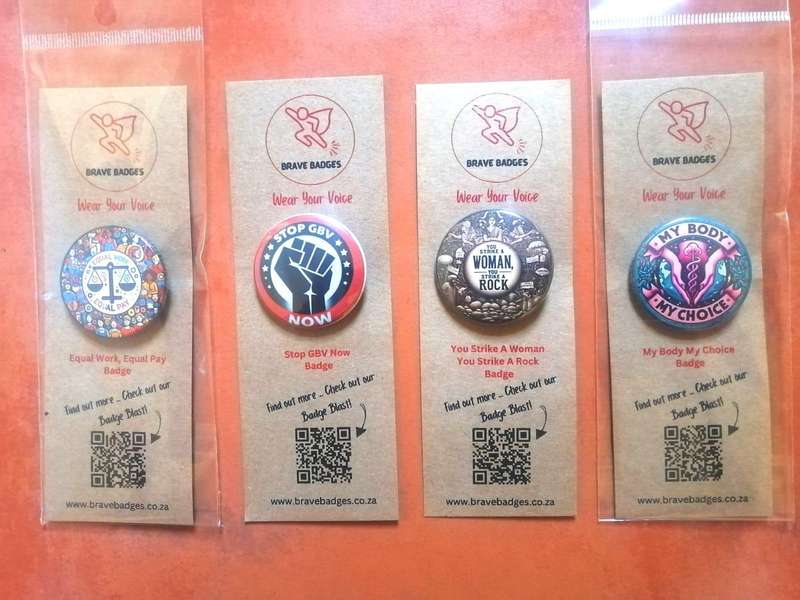 BRAVE BADGES
Wear Your Voice
EQUAL WORK
EQUAL PAY
Equal Work, Equal Pay
Badge
Find out more ... Check out our
Badge Blast!
www.bravebadges.co.za
BRAVE BADGES
Wear Your Voice
STOP GBV
NOW
Stop GBV Now
Badge
Find out more ... Check out our
Badge Blast!
www.bravebadges.co.za
BRAVE BADGES
Wear Your Voice
YOU
STRIKE A
WOMAN,
YOU
STRIKE A
ROCK
You Strike A Woman
You Strike A Rock
Badge
Find out more ... Check out our
Badge Blast!
www.bravebadges.co.za
BRAVE BADGES
Wear Your Voice
MY BODY
MY CHOICE
My Body My Choice
Badge
Find out more ... Check out our
Badge Blast!
www.bravebadges.co.za